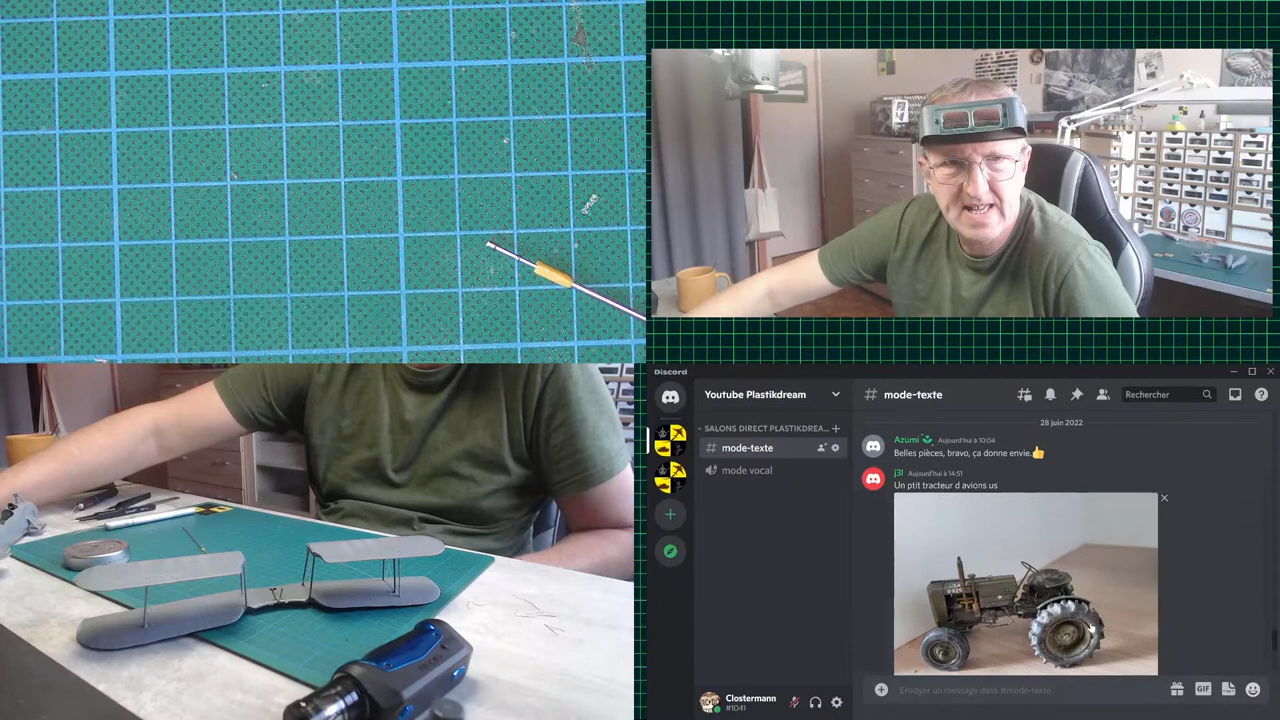 Discord
Youtube Plastikdream
mode-texte
Rechercher
SALONS DIRECT PLASTIKDREA...
mode-texte
mode vocal
28 juin 2022
Azumi Aujourd'hui à 10:04
Belles pièces, bravo, ça donne envie.
j3l Aujourd'hui à 14:51
Un ptit tracteur d avions us
Clostermann
#1041
Envoyer un message dans #mode-texte
GIF